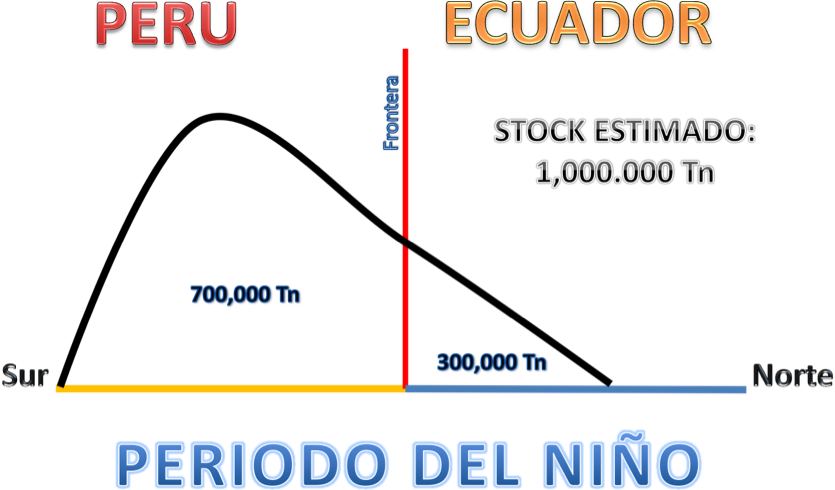 PERU
ECUADOR
Frontera
STOCK ESTIMADO:
1,000.000 Tn
700,000 Tn
300,000 Tn
Sur
Norte
PERIODO DEL NIÑO